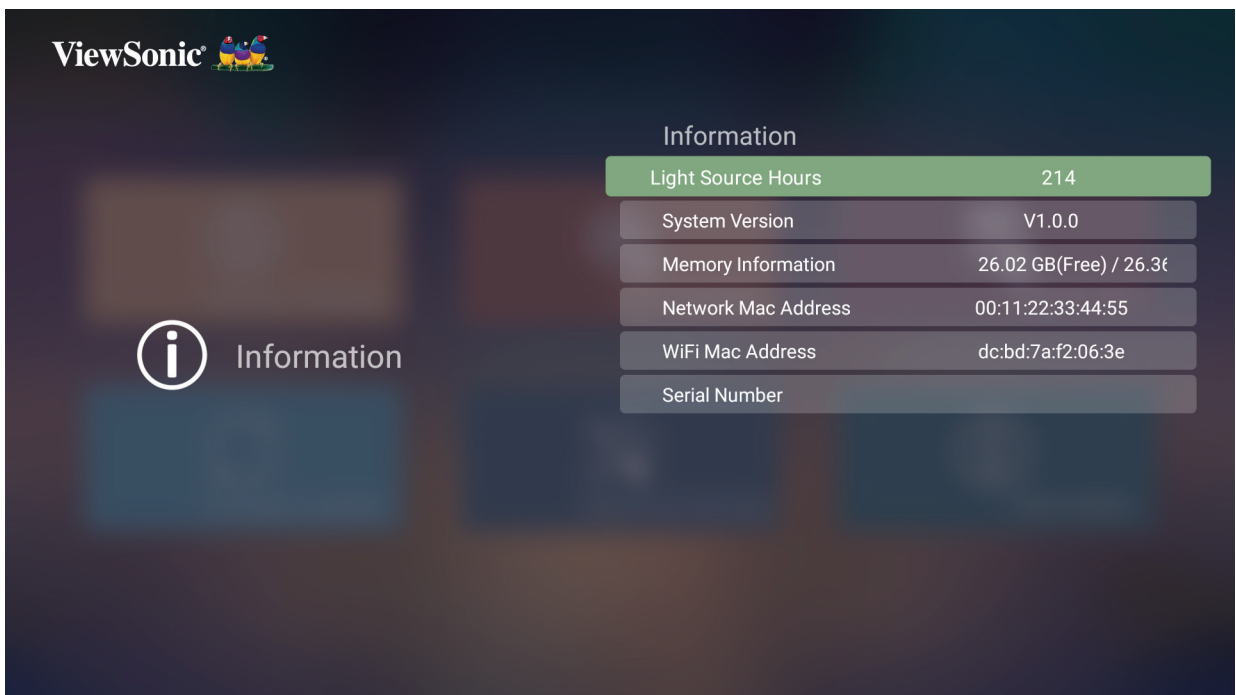 ViewSonic®
Information
Light Source Hours 214
System Version V1.0.0
Memory Information 26.02 GB(Free) / 26.36
Network Mac Address 00:11:22:33:44:55
Information
WiFi Mac Address dc:bd:7a:f2:06:3e
Serial Number